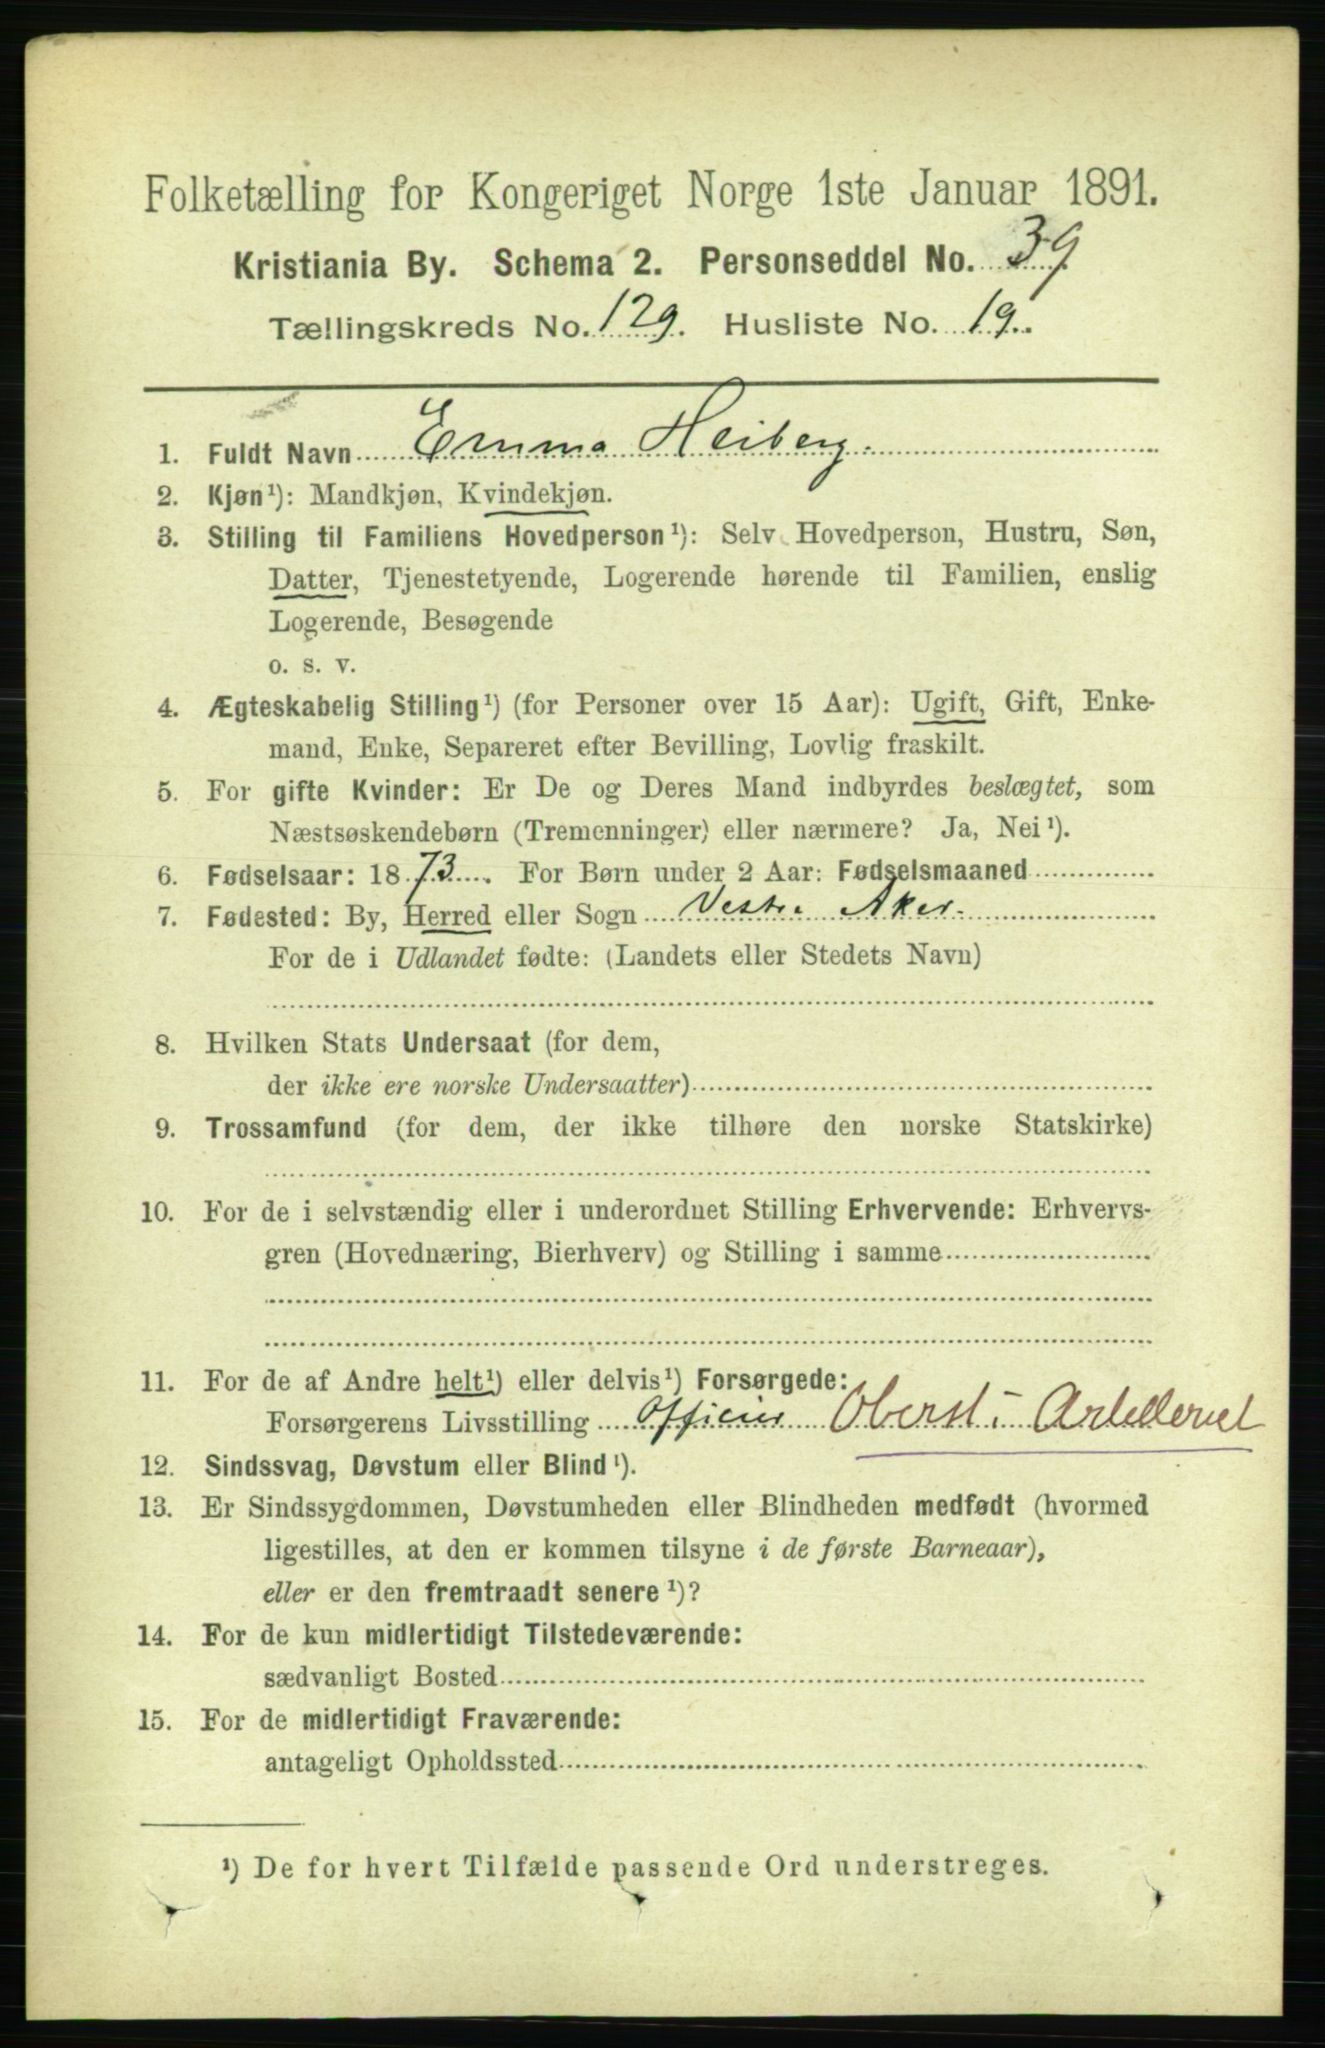 Folketælling for Kongeriget Norge 1ste Januar 1891.
Kristiania By. Schema 2. Personseddel No. 39
Tællingskreds No. 129. Husliste No. 19.
1. Fuldt Navn Emma Heiberg.
2. Kjøn¹): Mandkjøn, Kvindekjøn.
3. Stilling til Familiens Hovedperson¹): Selv Hovedperson, Hustru, Søn,
Datter, Tjenestetyende, Logerende hørende til Familien, enslig
Logerende, Besøgende
o. s. v.
4. Ægteskabelig Stilling¹) (for Personer over 15 Aar): Ugift, Gift, Enke-
mand, Enke, Separeret efter Bevilling, Lovlig fraskilt.
5. For gifte Kvinder: Er De og Deres Mand indbyrdes beslægtet, som
Næstsøskendebørn (Tremenninger) eller nærmere? Ja, Nei¹).
6. Fødselsaar: 1873. For Børn under 2 Aar: Fødselsmaaned
7. Fødested: By, Herred eller Sogn Vestre Aker.
For de i Udlandet fødte: (Landets eller Stedets Navn)
8. Hvilken Stats Undersaat (for dem,
der ikke ere norske Undersaatter)
9. Trossamfund (for dem, der ikke tilhøre den norske Statskirke)
10. For de i selvstændig eller i underordnet Stilling Erhvervende: Erhvervs-
gren (Hovednæring, Bierhverv) og Stilling i samme
11. For de af Andre helt¹) eller delvis¹) Forsørgede:
Forsørgerens Livsstilling Officier Oberst i Artilleriet
12. Sindssvag, Døvstum eller Blind¹).
13. Er Sindssygdommen, Døvstumheden eller Blindheden medfødt (hvormed
ligestilles, at den er kommen tilsyne i de første Barneaar),
eller er den fremtraadt senere¹)?
14. For de kun midlertidigt Tilstedeværende:
sædvanligt Bosted
15. For de midlertidigt Fraværende:
antageligt Opholdssted
¹) De for hvert Tilfælde passende Ord understreges.